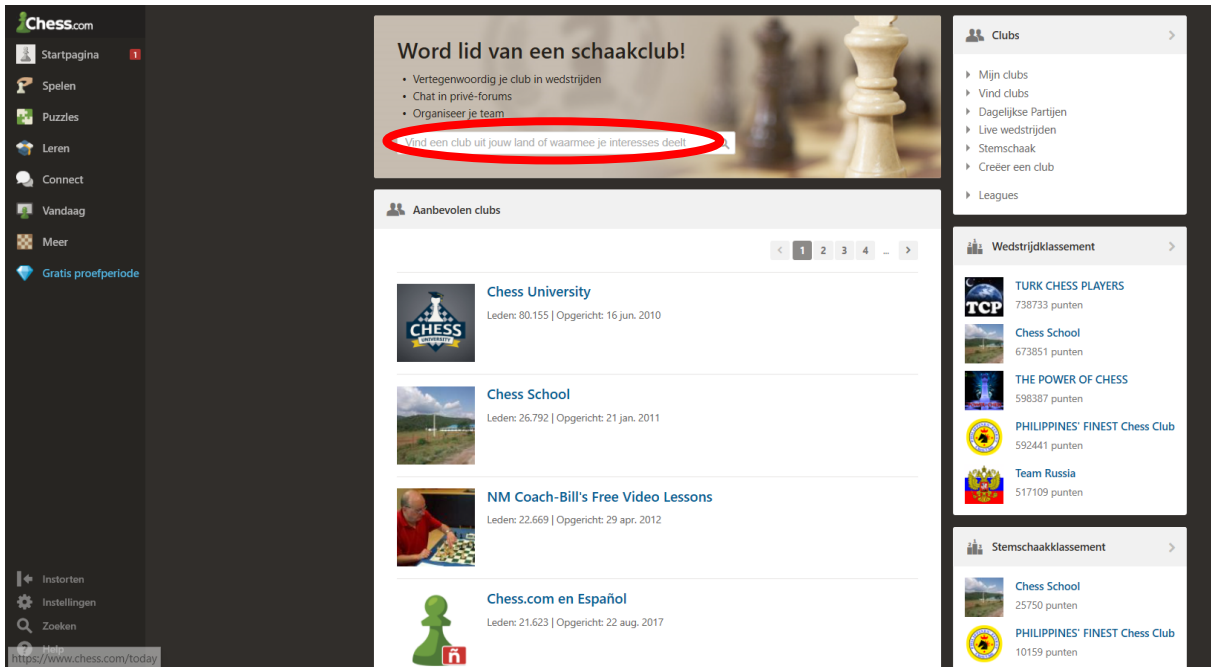 Chess.com
Startpagina 1
Spelen
Puzzles
Leren
Connect
Vandaag
Meer
Gratis proefperiode
Instorten
Instellingen
Zoeken
Help
https://www.chess.com/today
Word lid van een schaakclub!
• Vertegenwoordig je club in wedstrijden
• Chat in privé-forums
• Organiseer je team
Vind een club uit jouw land of waarmee je interesses deelt
Aanbevolen clubs
< 1 2 3 4 ... >
Chess University
Leden: 80.155 | Opgericht: 16 jun. 2010
CHESS
UNIVERSITY
Chess School
Leden: 26.792 | Opgericht: 21 jan. 2011
NM Coach-Bill's Free Video Lessons
Leden: 22.669 | Opgericht: 29 apr. 2012
Chess.com en Español
Leden: 21.623 | Opgericht: 22 aug. 2017
ñ
Clubs
Mijn clubs
Vind clubs
Dagelijkse Partijen
Live wedstrijden
Stemschaak
Creëer een club
Leagues
Wedstrijdklassement
TURK CHESS PLAYERS
738733 punten
TCP
Chess School
673851 punten
THE POWER OF CHESS
598387 punten
PHILIPPINES' FINEST Chess Club
592441 punten
Team Russia
517109 punten
Stemschaakklassement
Chess School
25750 punten
PHILIPPINES' FINEST Chess Club
10159 punten